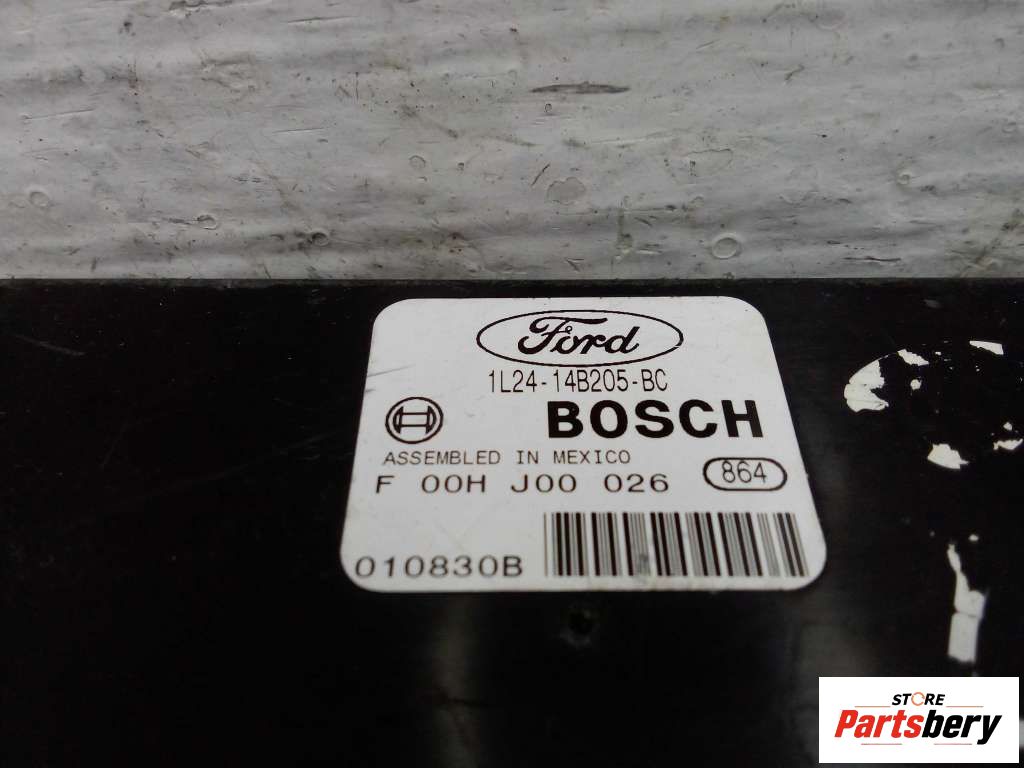 Ford
1L24-14B205-BC
BOSCH
ASSEMBLED IN MEXICO
F 00H J00 026 864
010830B
STORE
Partsbery